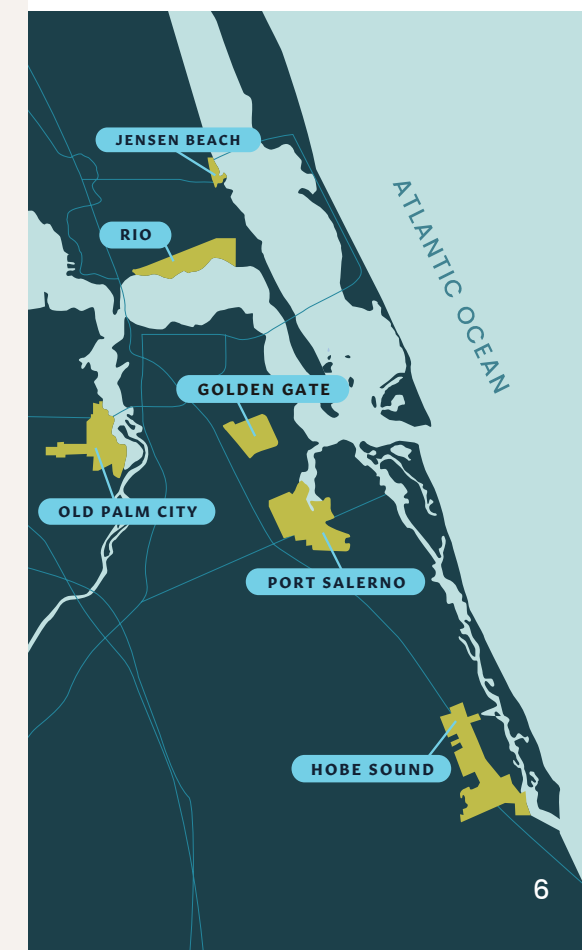 JENSEN BEACH
ATLANTIC OCEAN
RIO
GOLDEN GATE
OLD PALM CITY
PORT SALERNO
HOBE SOUND
6